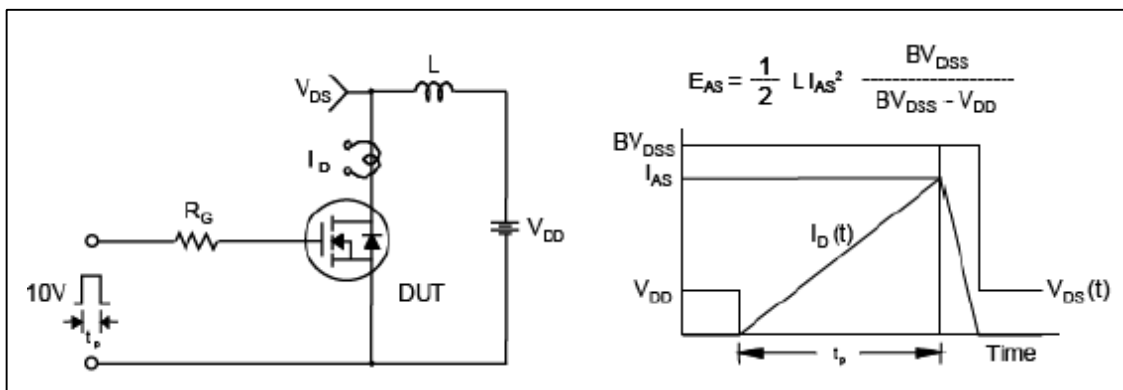 V_DS
L
I_D
R_G
V_DD
10V
t_p
DUT
E_AS = 1/2 L I_AS² BV_DSS / (BV_DSS - V_DD)
BV_DSS
I_AS
I_D (t)
V_DD
V_DS (t)
t_p
Time